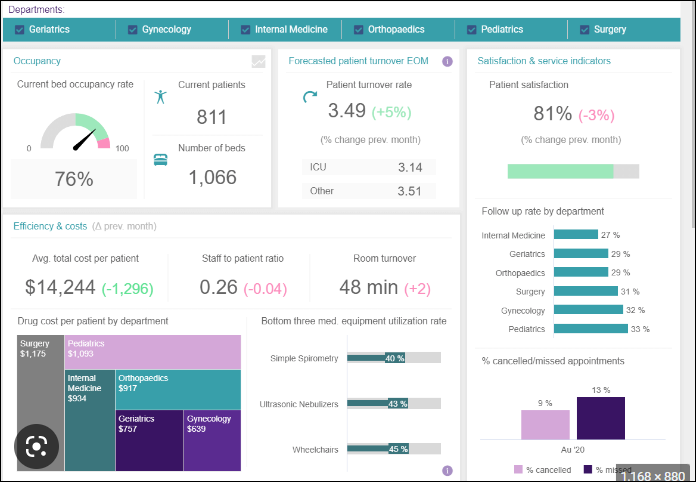 Departments:
Geriatrics
Gynecology
Internal Medicine
Orthopaedics
Pediatrics
Surgery
Occupancy
Current bed occupancy rate
0
100
76%
Current patients
811
Number of beds
1,066
Forecasted patient turnover EOM
i
Patient turnover rate
3.49 (+5%)
(% change prev. month)
ICU 3.14
Other 3.51
Satisfaction & service indicators
Patient satisfaction
81% (-3%)
(% change prev. month)
Follow up rate by department
Internal Medicine 27 %
Geriatrics 29 %
Orthopaedics 29 %
Surgery 31 %
Gynecology 32 %
Pediatrics 33 %
% cancelled/missed appointments
9 %
13 %
Au '20
% cancelled
% missed
Efficiency & costs (Δ prev. month)
Avg. total cost per patient
$14,244 (-1,296)
Staff to patient ratio
0.26 (-0.04)
Room turnover
48 min (+2)
Drug cost per patient by department
Surgery
$1,175
Pediatrics
$1,093
Internal
Medicine
$934
Orthopaedics
$917
Geriatrics
$757
Gynecology
$639
Bottom three med. equipment utilization rate
Simple Spirometry 40 %
Ultrasonic Nebulizers 43 %
Wheelchairs 45 %
i
1,168 × 880